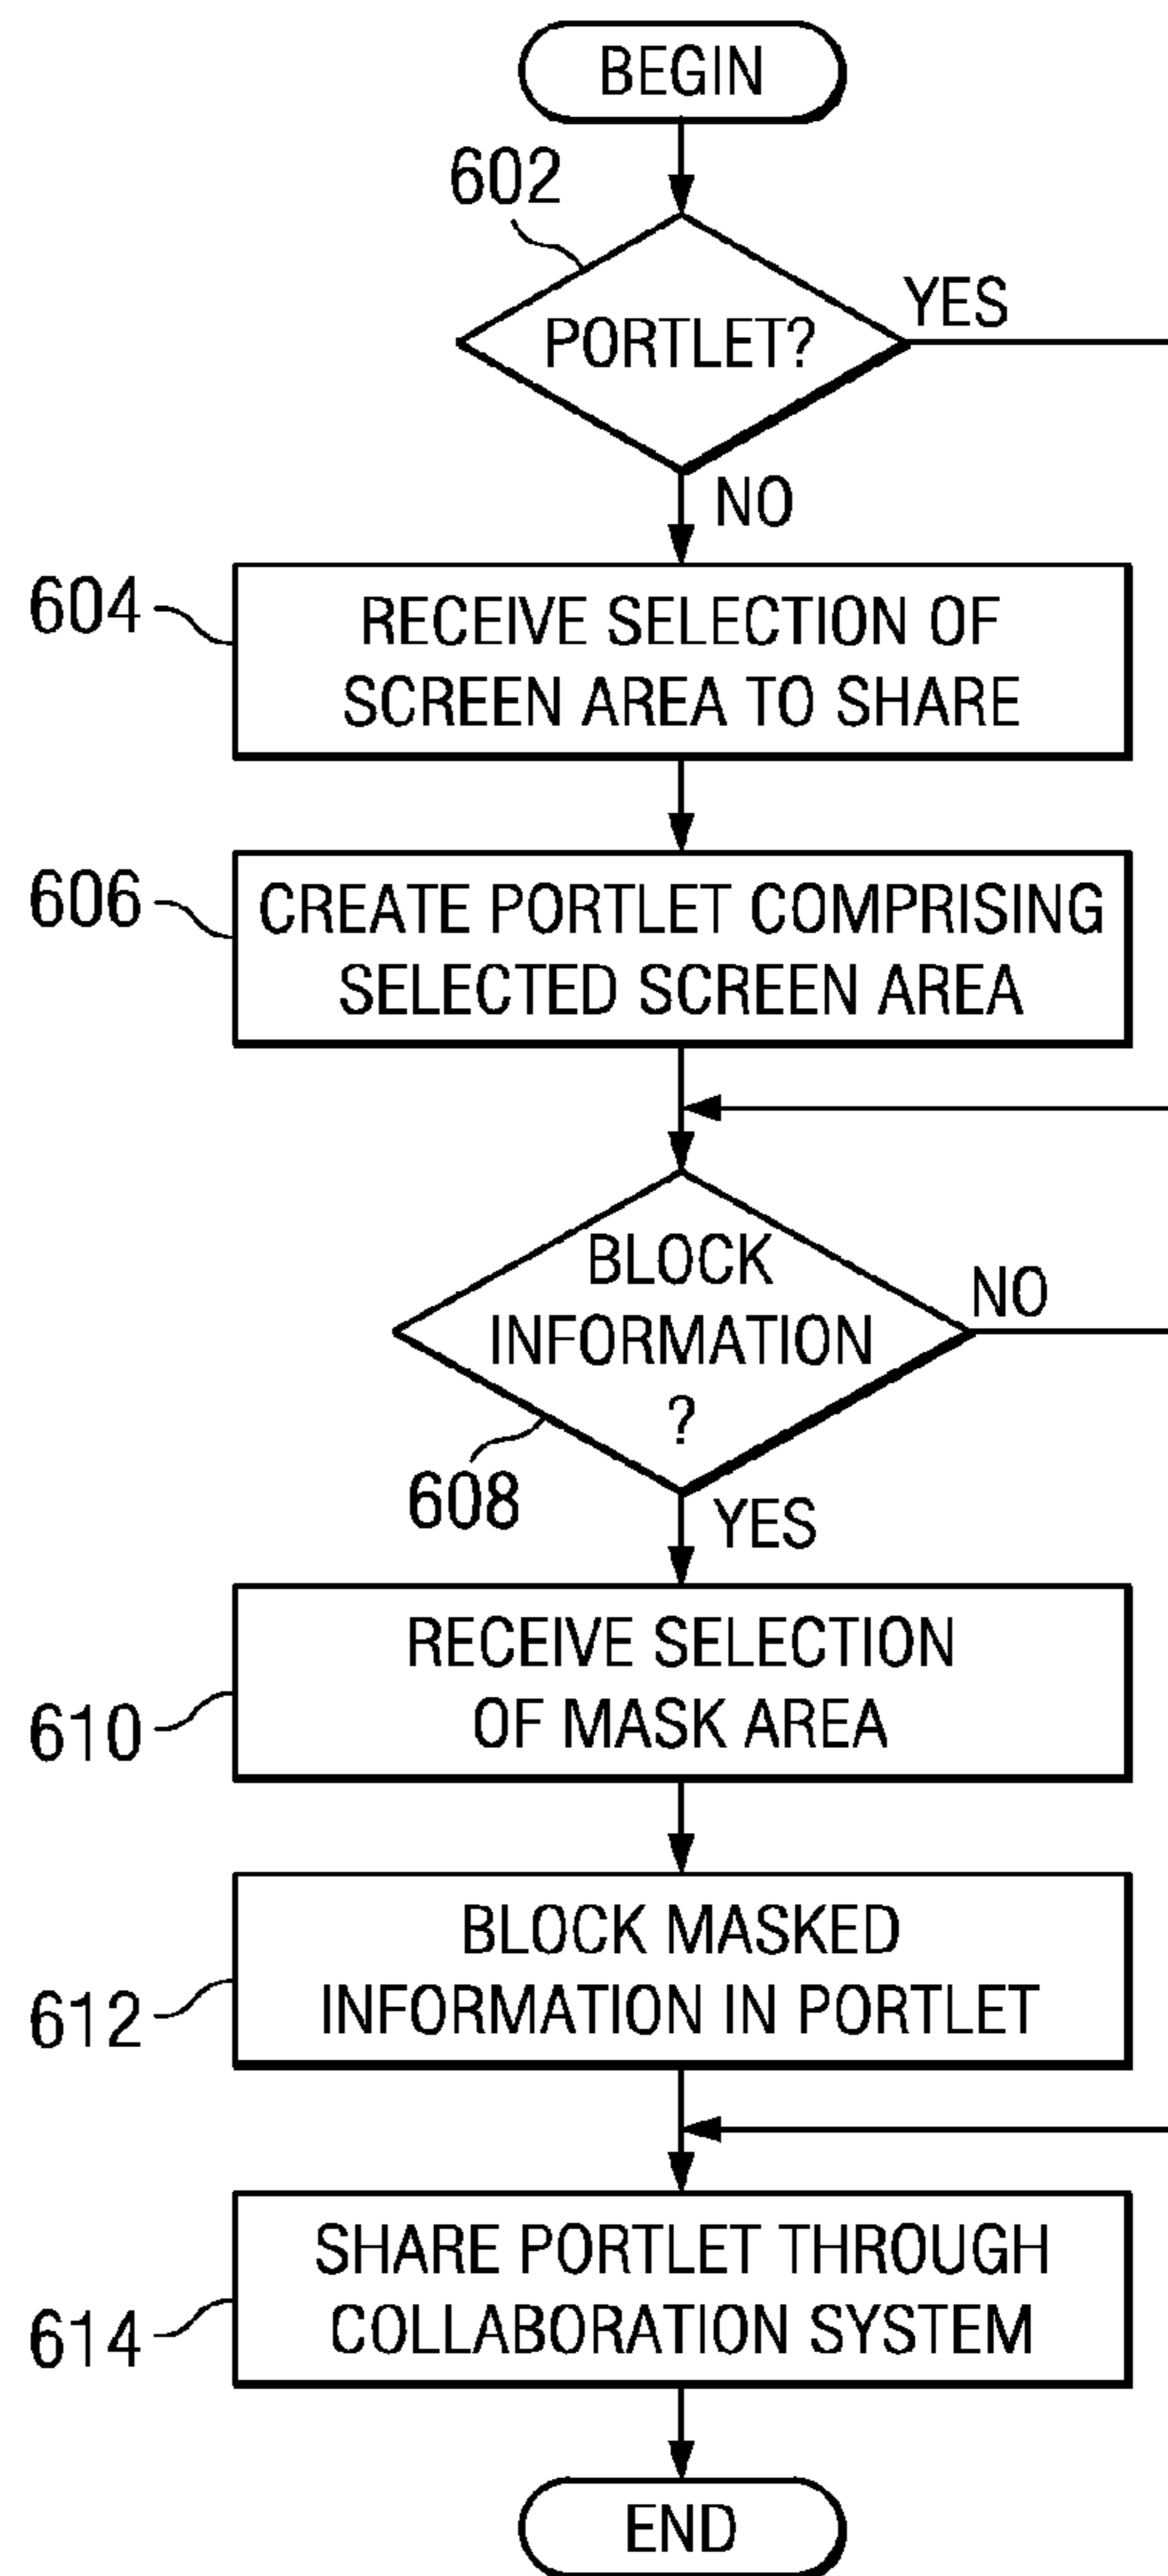 BEGIN
602
PORTLET?
YES
NO
604
RECEIVE SELECTION OF
SCREEN AREA TO SHARE
606
CREATE PORTLET COMPRISING
SELECTED SCREEN AREA
BLOCK
INFORMATION
?
NO
608
YES
610
RECEIVE SELECTION
OF MASK AREA
612
BLOCK MASKED
INFORMATION IN PORTLET
614
SHARE PORTLET THROUGH
COLLABORATION SYSTEM
END